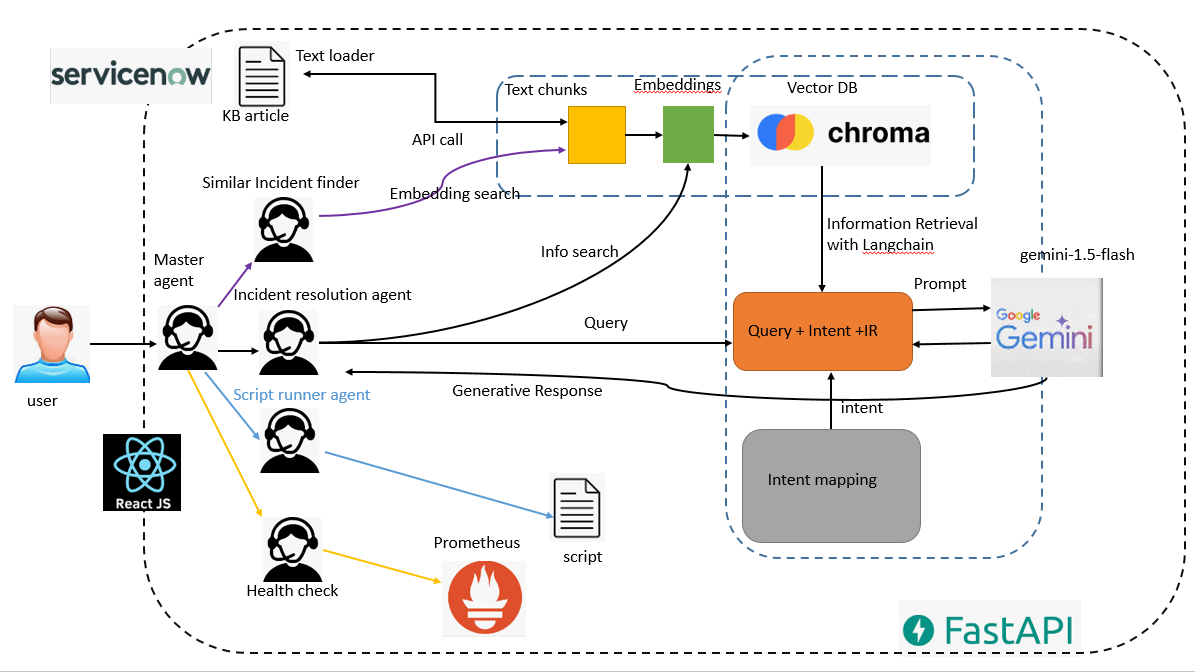 servicenow
Text loader
KB article
API call
Text chunks
Embeddings
Vector DB
chroma
Similar Incident finder
Embedding search
Information Retrieval
with Langchain
Info search
gemini-1.5-flash
Master
agent
Incident resolution agent
Prompt
Google
Gemini
Query
Query + Intent +IR
user
Script runner agent
Generative Response
intent
React JS
Intent mapping
Prometheus
script
Health check
FastAPI